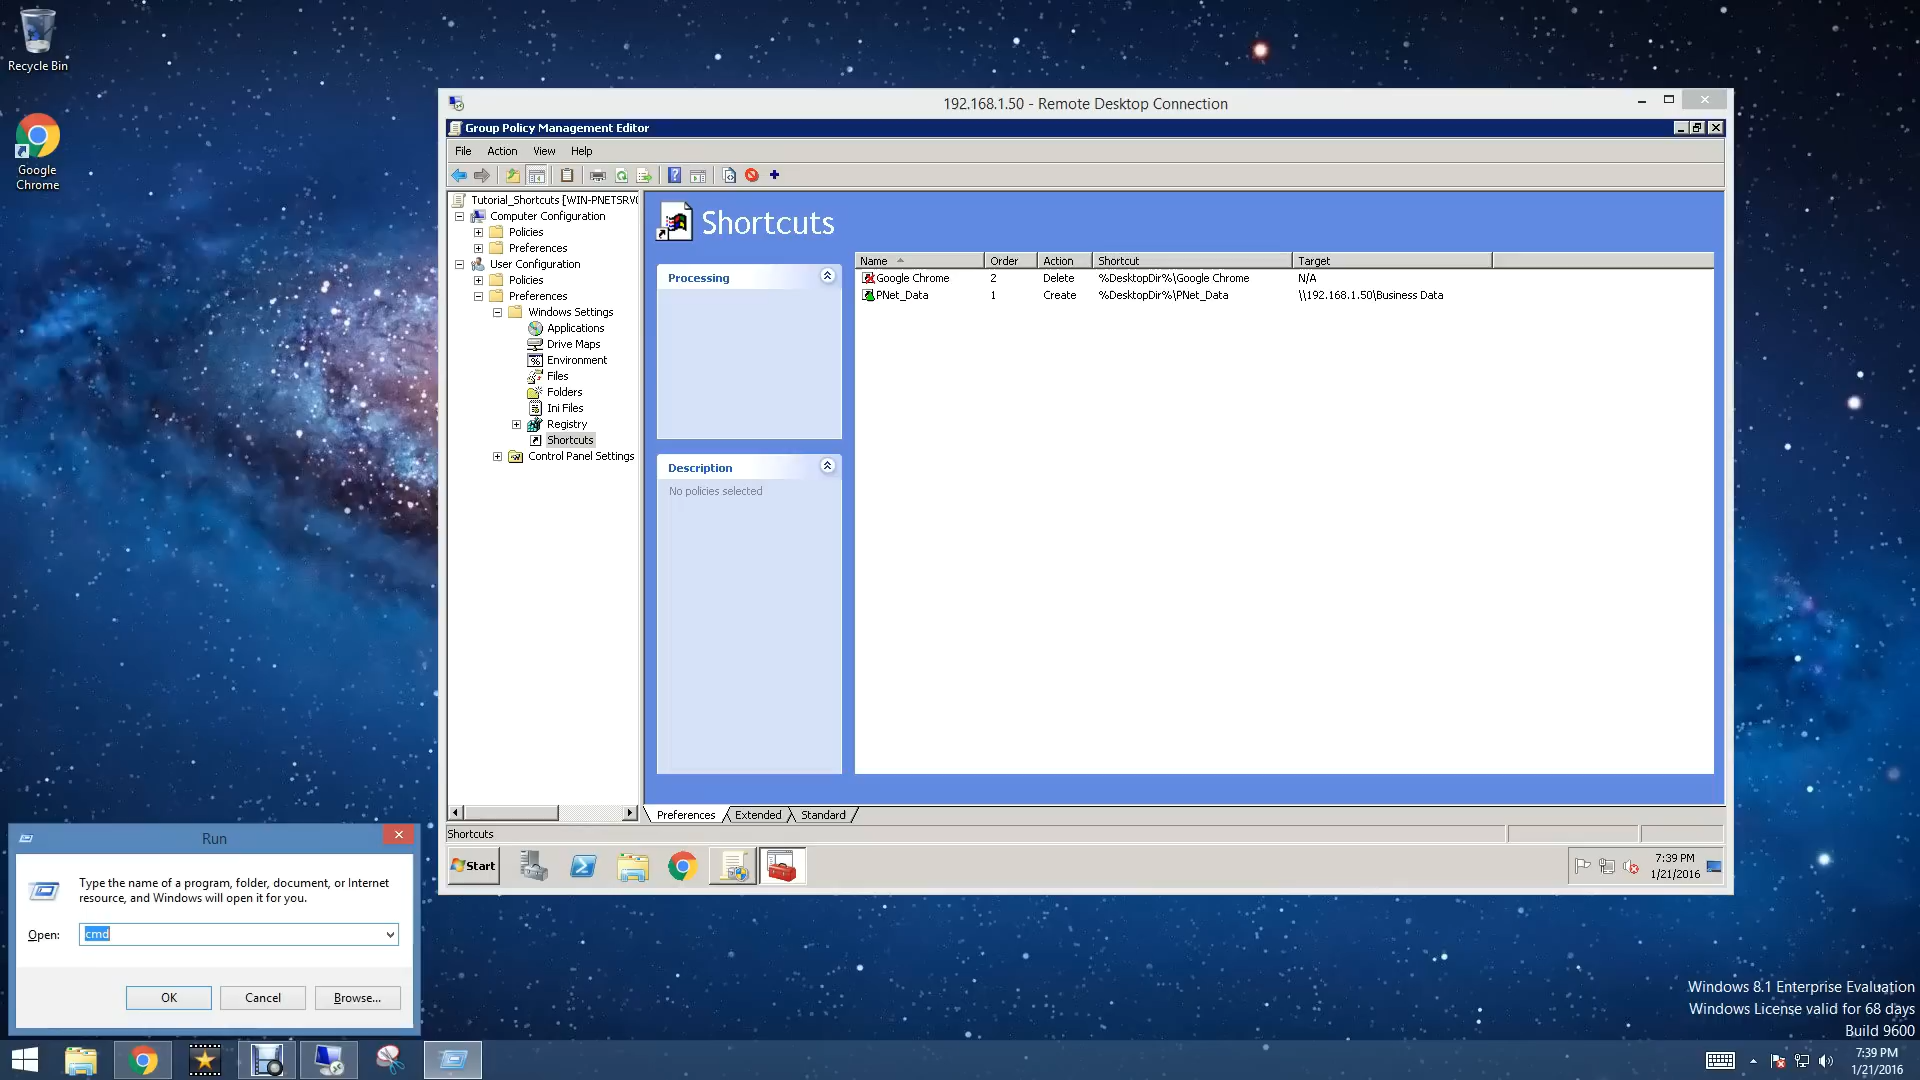 Recycle Bin
Google
Chrome
192.168.1.50 - Remote Desktop Connection
Group Policy Management Editor
File Action View Help
Tutorial_Shortcuts [WIN-PNETSRV
Computer Configuration
Policies
Preferences
User Configuration
Policies
Preferences
Windows Settings
Applications
Drive Maps
Environment
Files
Folders
Ini Files
Registry
Shortcuts
Control Panel Settings
Shortcuts
Processing
Description
No policies selected
Name Order Action Shortcut Target
Google Chrome 2 Delete %DesktopDir%\Google Chrome N/A
PNet_Data 1 Create %DesktopDir%\PNet_Data \\192.168.1.50\Business Data
Preferences Extended Standard
Shortcuts
Start
7:39 PM
1/21/2016
Run
Type the name of a program, folder, document, or Internet
resource, and Windows will open it for you.
Open: cmd
OK Cancel Browse...
Windows 8.1 Enterprise Evaluation
Windows License valid for 68 days
Build 9600
7:39 PM
1/21/2016